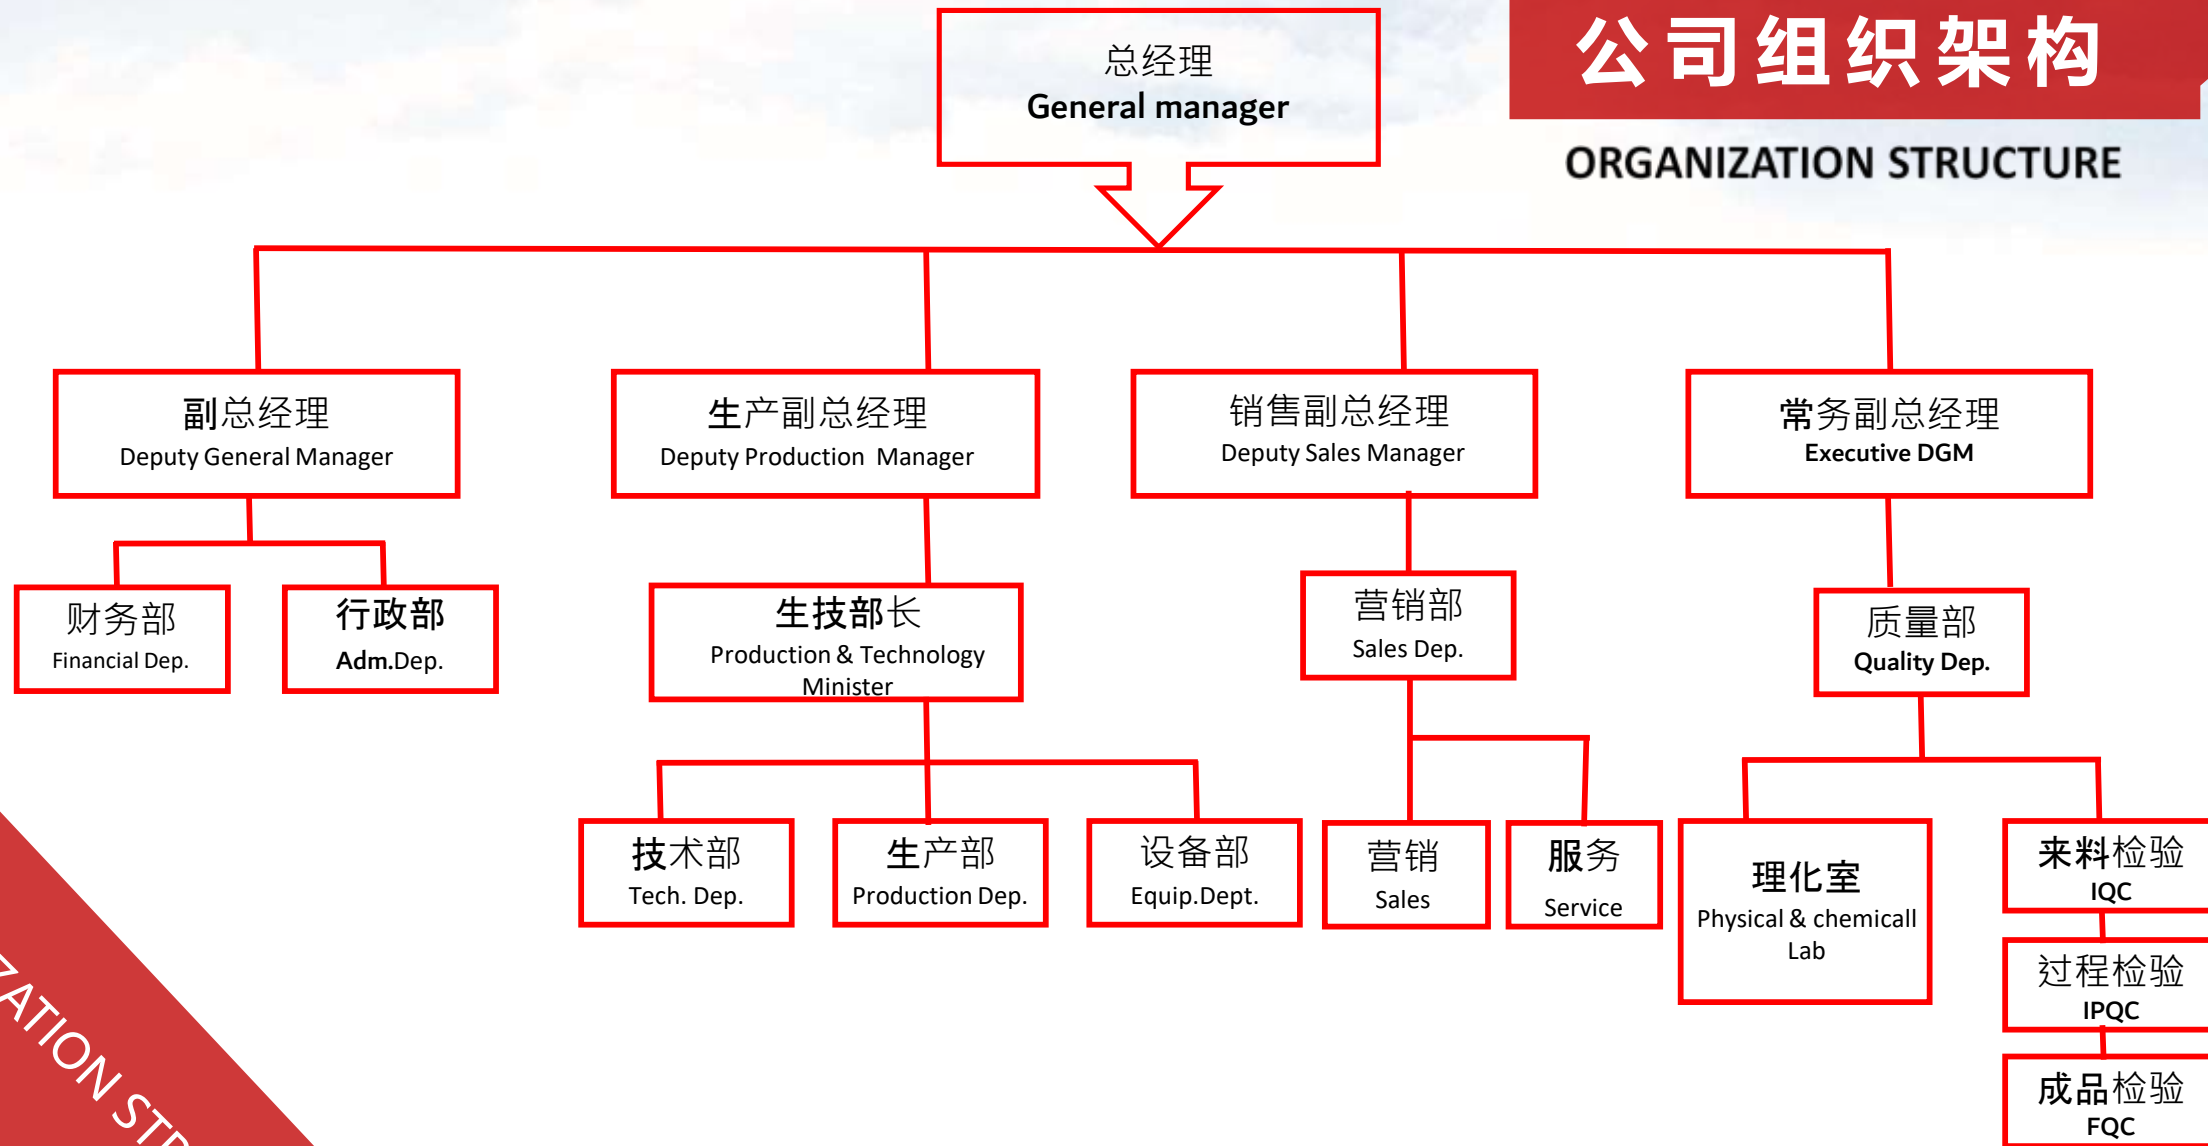 公司组织架构
ORGANIZATION STRUCTURE
总经理
General manager
副总经理
Deputy General Manager
生产副总经理
Deputy Production Manager
销售副总经理
Deputy Sales Manager
常务副总经理
Executive DGM
财务部
Financial Dep.
行政部
Adm.Dep.
生技部长
Production & Technology
Minister
营销部
Sales Dep.
质量部
Quality Dep.
技术部
Tech. Dep.
生产部
Production Dep.
设备部
Equip.Dept.
营销
Sales
服务
Service
理化室
Physical & chemicall
Lab
来料检验
IQC
过程检验
IPQC
成品检验
FQC